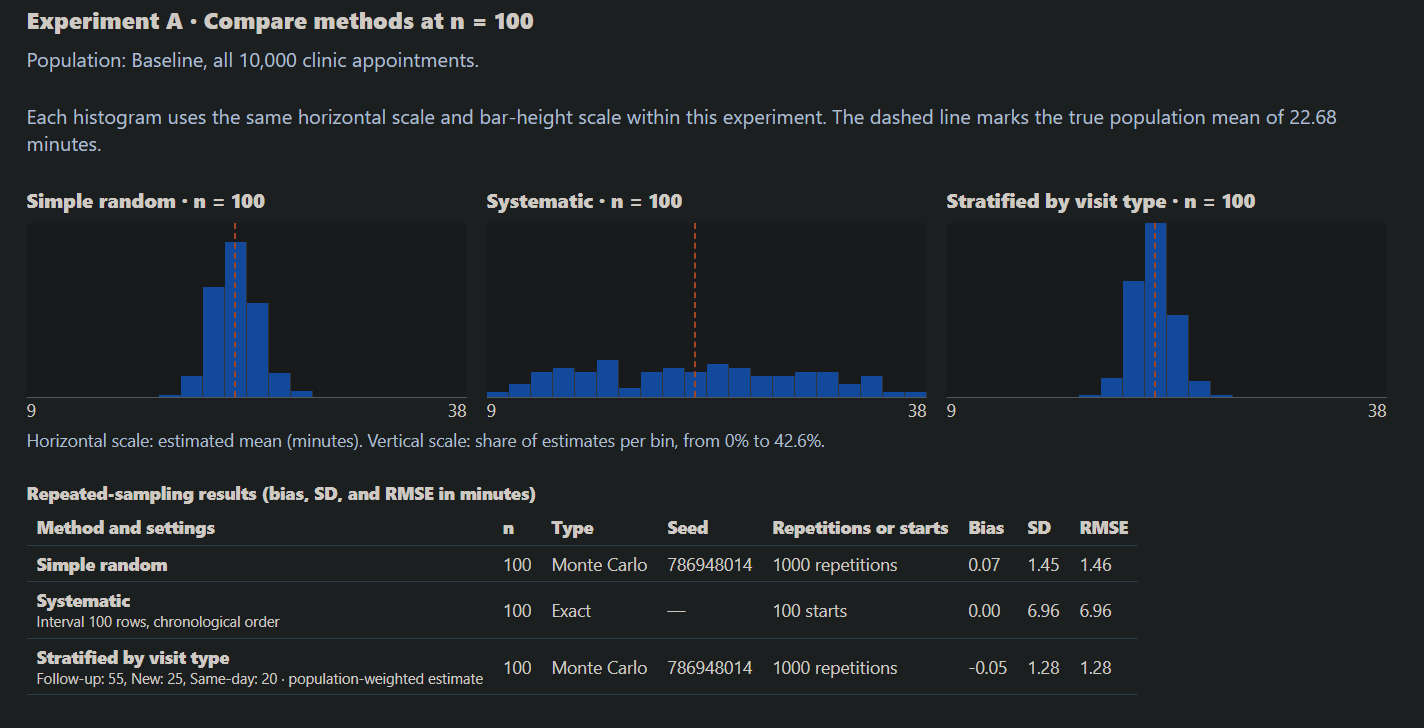 Experiment A · Compare methods at n = 100
Population: Baseline, all 10,000 clinic appointments.
Each histogram uses the same horizontal scale and bar-height scale within this experiment. The dashed line marks the true population mean of 22.68
minutes.
Simple random · n = 100
Systematic · n = 100
Stratified by visit type · n = 100
9 38
9 38
9 38
Horizontal scale: estimated mean (minutes). Vertical scale: share of estimates per bin, from 0% to 42.6%.
Repeated-sampling results (bias, SD, and RMSE in minutes)
Method and settings n Type Seed Repetitions or starts Bias SD RMSE
Simple random 100 Monte Carlo 786948014 1000 repetitions 0.07 1.45 1.46
Systematic
Interval 100 rows, chronological order
100 Exact — 100 starts 0.00 6.96 6.96
Stratified by visit type
Follow-up: 55, New: 25, Same-day: 20 · population-weighted estimate
100 Monte Carlo 786948014 1000 repetitions -0.05 1.28 1.28